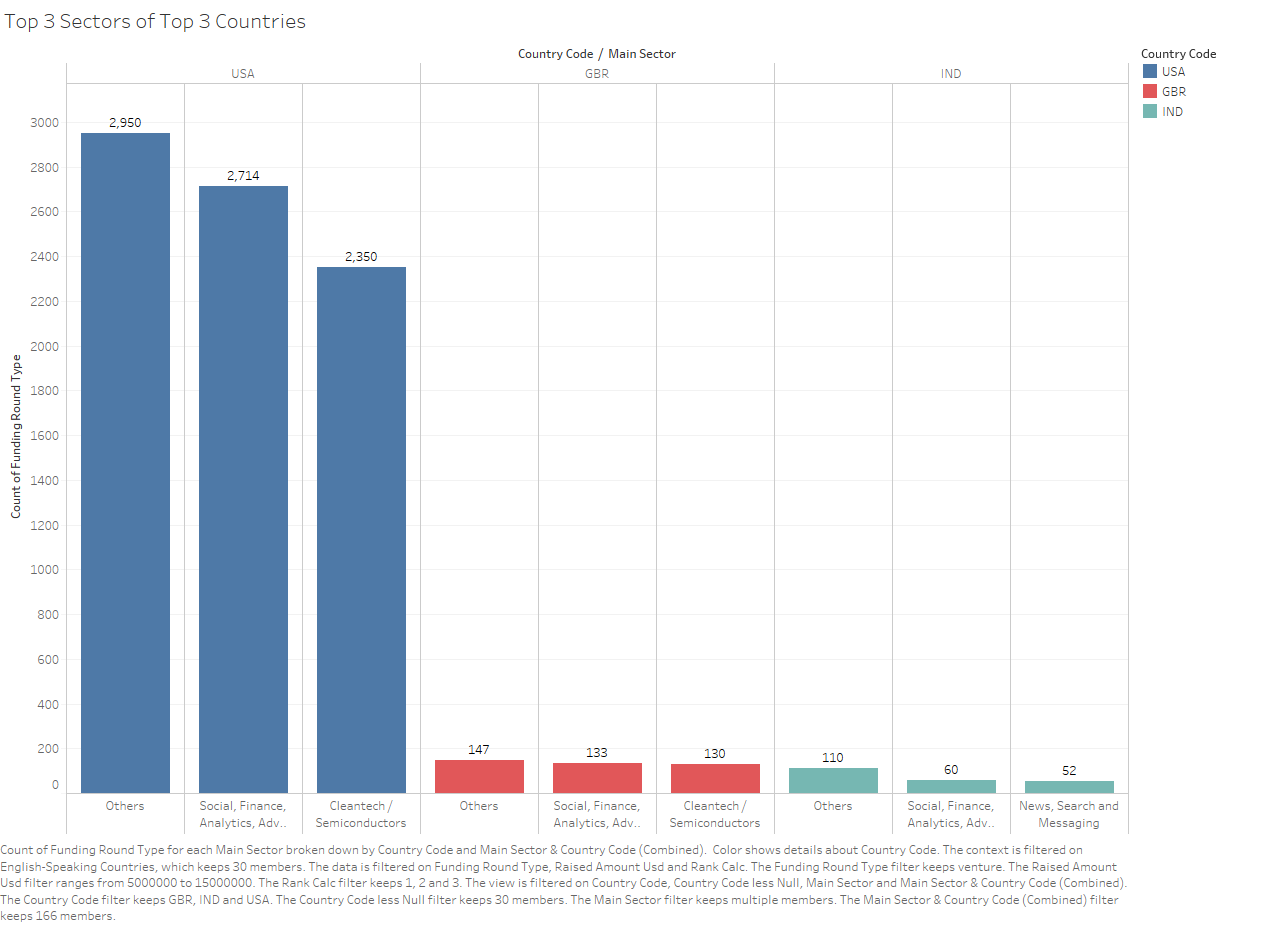 Top 3 Sectors of Top 3 Countries
Country Code / Main Sector
Country Code
USA
GBR
IND
USA
GBR
IND
3000
2800
2600
2400
2200
2000
1800
1600
1400
1200
1000
800
600
400
200
0
Count of Funding Round Type
2,950
2,714
2,350
147
133
130
110
60
52
Others
Social, Finance,
Analytics, Adv..
Cleantech /
Semiconductors
Others
Social, Finance,
Analytics, Adv..
Cleantech /
Semiconductors
Others
Social, Finance,
Analytics, Adv..
News, Search and
Messaging
Count of Funding Round Type for each Main Sector broken down by Country Code and Main Sector & Country Code (Combined).  Color shows details about Country Code. The context is filtered on
English-Speaking Countries, which keeps 30 members. The data is filtered on Funding Round Type, Raised Amount Usd and Rank Calc. The Funding Round Type filter keeps venture. The Raised Amount
Usd filter ranges from 5000000 to 15000000. The Rank Calc filter keeps 1, 2 and 3. The view is filtered on Country Code, Country Code less Null, Main Sector and Main Sector & Country Code (Combined).
The Country Code filter keeps GBR, IND and USA. The Country Code less Null filter keeps 30 members. The Main Sector filter keeps multiple members. The Main Sector & Country Code (Combined) filter
keeps 166 members.